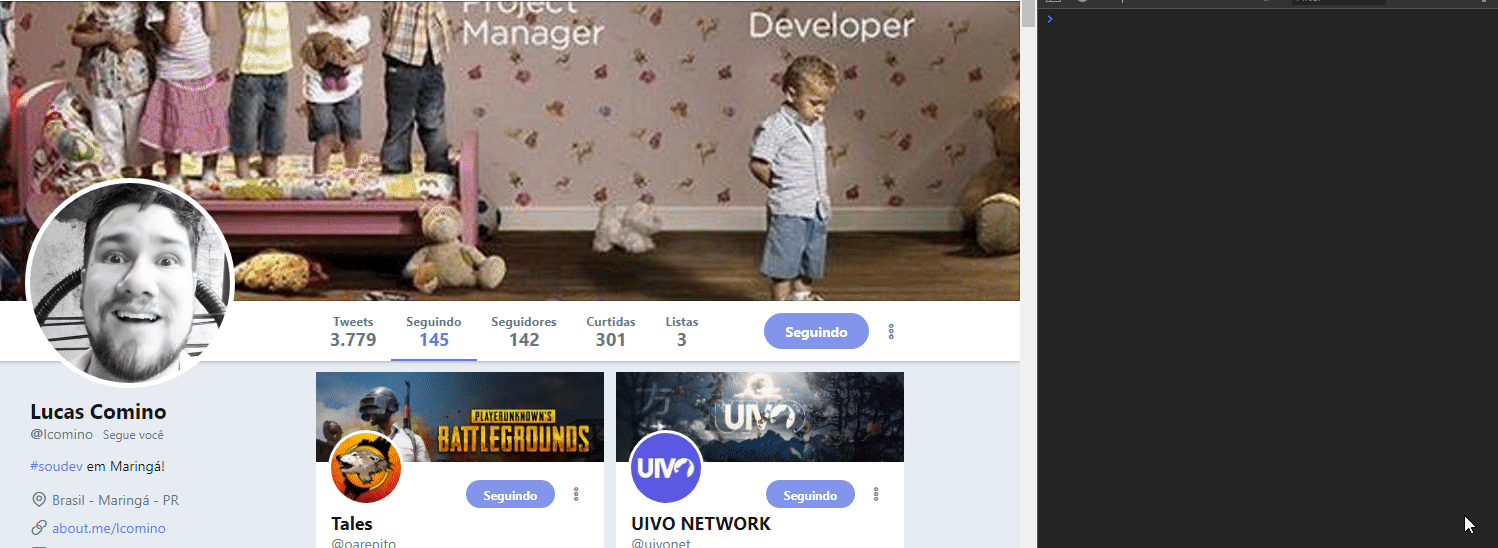 Project
Manager
Developer
Tweets
3.779
Seguindo
145
Seguidores
142
Curtidas
301
Listas
3
Seguindo
Lucas Comino
@lcomino Segue você
#soudev em Maringá!
Brasil - Maringá - PR
about.me/lcomino
PLAYERUNKNOWN'S
BATTLEGROUNDS
Seguindo
Tales
@oarenito
UIVO
UIVO
Seguindo
UIVO NETWORK
@uivonet